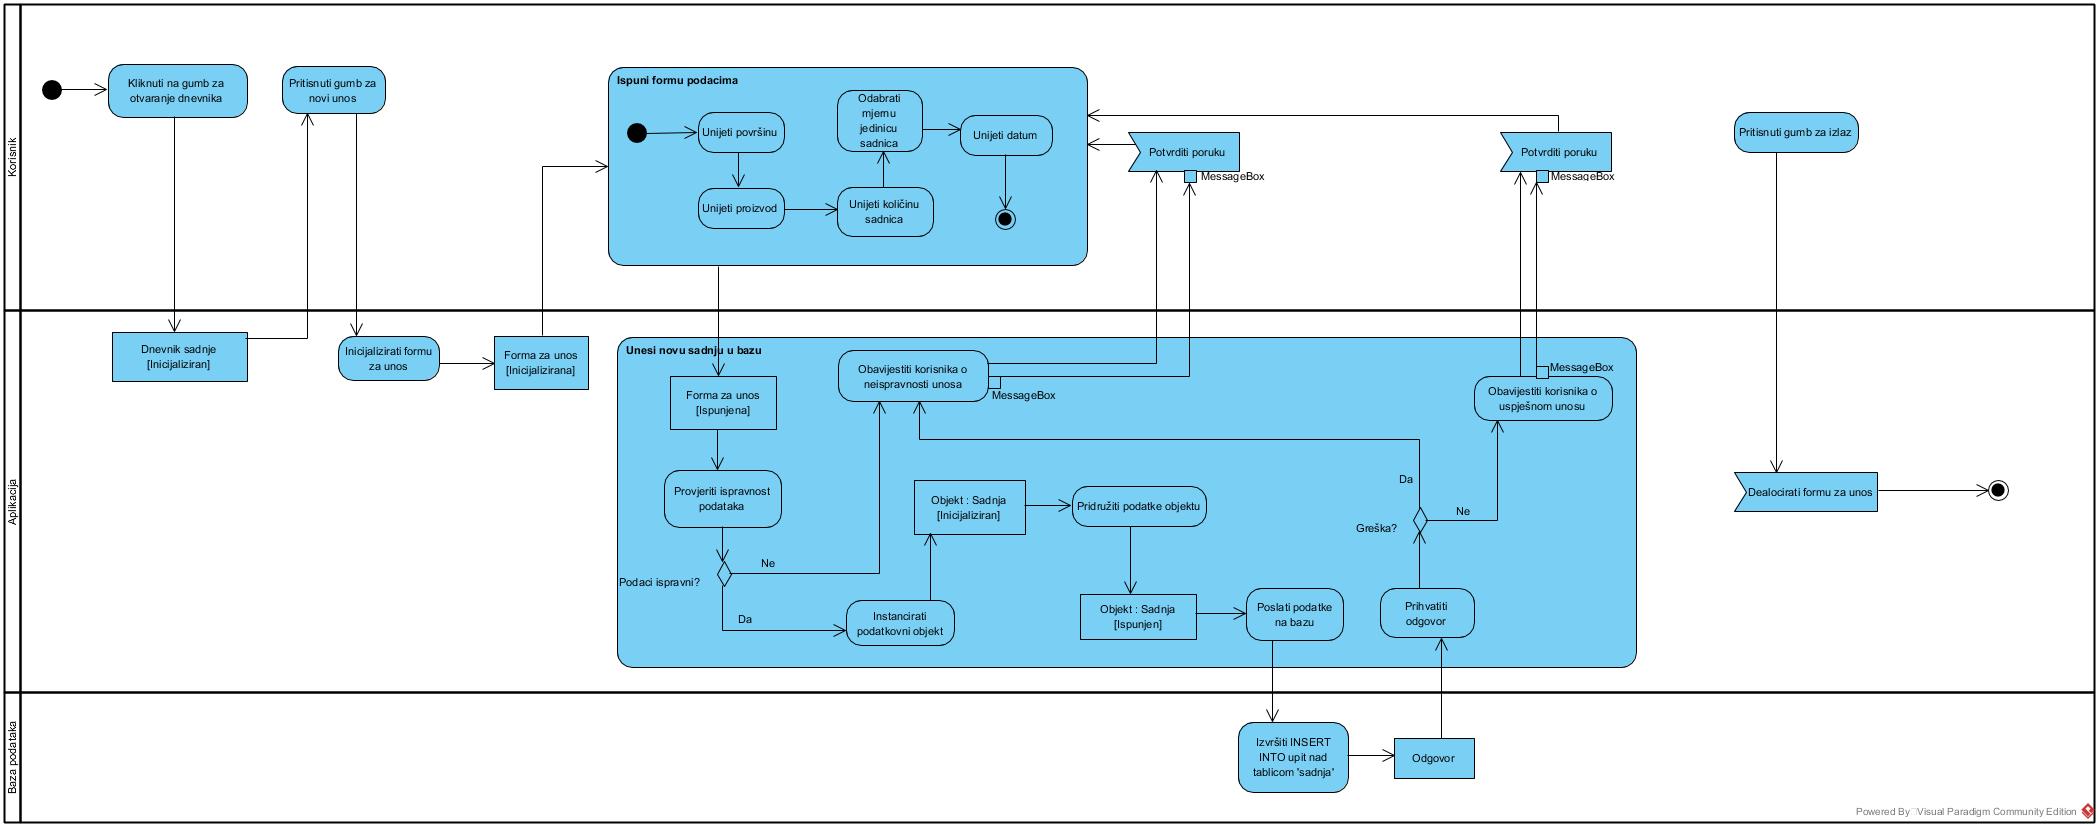 Korisnik
Kliknuti na gumb za
otvaranje dnevnika
Pritisnuti gumb za
novi unos
Ispuni formu podacima
Unijeti površinu
Unijeti proizvod
Odabrati
mjernu
jedinicu
sadnica
Unijeti količinu
sadnica
Unijeti datum
Potvrditi poruku
MessageBox
Potvrditi poruku
MessageBox
Pritisnuti gumb za izlaz
Aplikacija
Dnevnik sadnje
[Inicijaliziran]
Inicijalizirati formu
za unos
Forma za unos
[Inicijalizirana]
Unesi novu sadnju u bazu
Forma za unos
[Ispunjena]
Obavijestiti korisnika o
neispravnosti unosa
MessageBox
MessageBox
Obavijestiti korisnika o
uspješnom unosu
Provjeriti ispravnost
podataka
Podaci ispravni?
Ne
Da
Instancirati
podatkovni objekt
Objekt : Sadnja
[Inicijaliziran]
Pridružiti podatke objektu
Objekt : Sadnja
[Ispunjen]
Poslati podatke
na bazu
Da
Greška?
Ne
Prihvatiti
odgovor
Dealocirati formu za unos
Baza podataka
Izvršiti INSERT
INTO upit nad
tablicom 'sadnja'
Odgovor
Powered By Visual Paradigm Community Edition